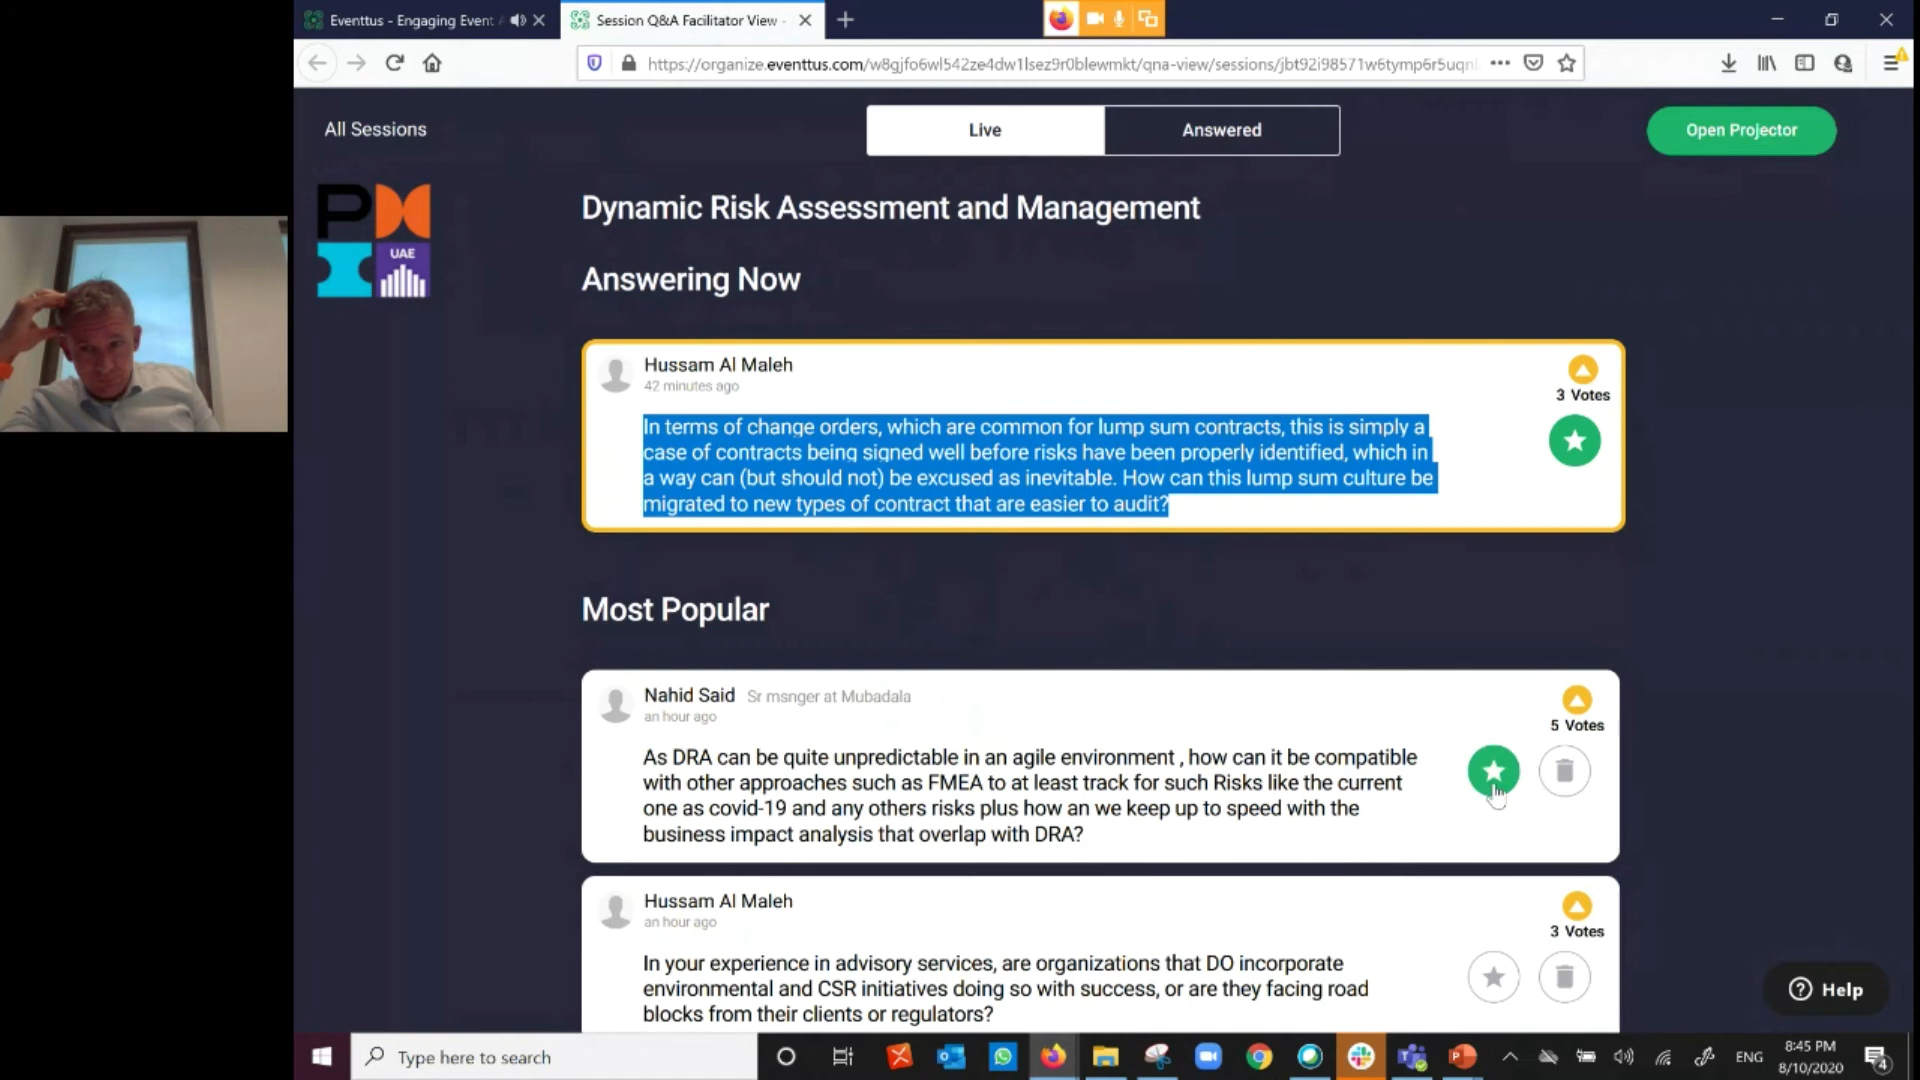 Eventtus - Engaging Event
Session Q&A Facilitator View -
https://organize.eventtus.com/w8gjfo6wl542ze4dw1lsez9r0blewmkt/qna-view/sessions/jbt92i98571w6tymp6r5uqnl
All Sessions
Live
Answered
Open Projector
PM
UAE
Dynamic Risk Assessment and Management
Answering Now
Hussam Al Maleh
42 minutes ago
3 Votes
In terms of change orders, which are common for lump sum contracts, this is simply a
case of contracts being signed well before risks have been properly identified, which in
a way can (but should not) be excused as inevitable. How can this lump sum culture be
migrated to new types of contract that are easier to audit?
Most Popular
Nahid Said Sr msnger at Mubadala
an hour ago
5 Votes
As DRA can be quite unpredictable in an agile environment , how can it be compatible
with other approaches such as FMEA to at least track for such Risks like the current
one as covid-19 and any others risks plus how an we keep up to speed with the
business impact analysis that overlap with DRA?
Hussam Al Maleh
an hour ago
3 Votes
In your experience in advisory services, are organizations that DO incorporate
environmental and CSR initiatives doing so with success, or are they facing road
blocks from their clients or regulators?
Help
Type here to search
ENG
8:45 PM
8/10/2020
4